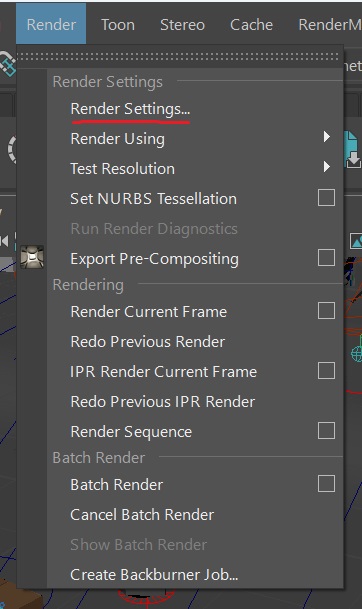 Render Toon Stereo Cache RenderM
net
Render Settings
Render Settings...
Render Using
Test Resolution
Set NURBS Tessellation
Run Render Diagnostics
Export Pre-Compositing
Rendering
Render Current Frame
Redo Previous Render
IPR Render Current Frame
Redo Previous IPR Render
Render Sequence
Batch Render
Batch Render
Cancel Batch Render
Show Batch Render
Create Backburner Job...